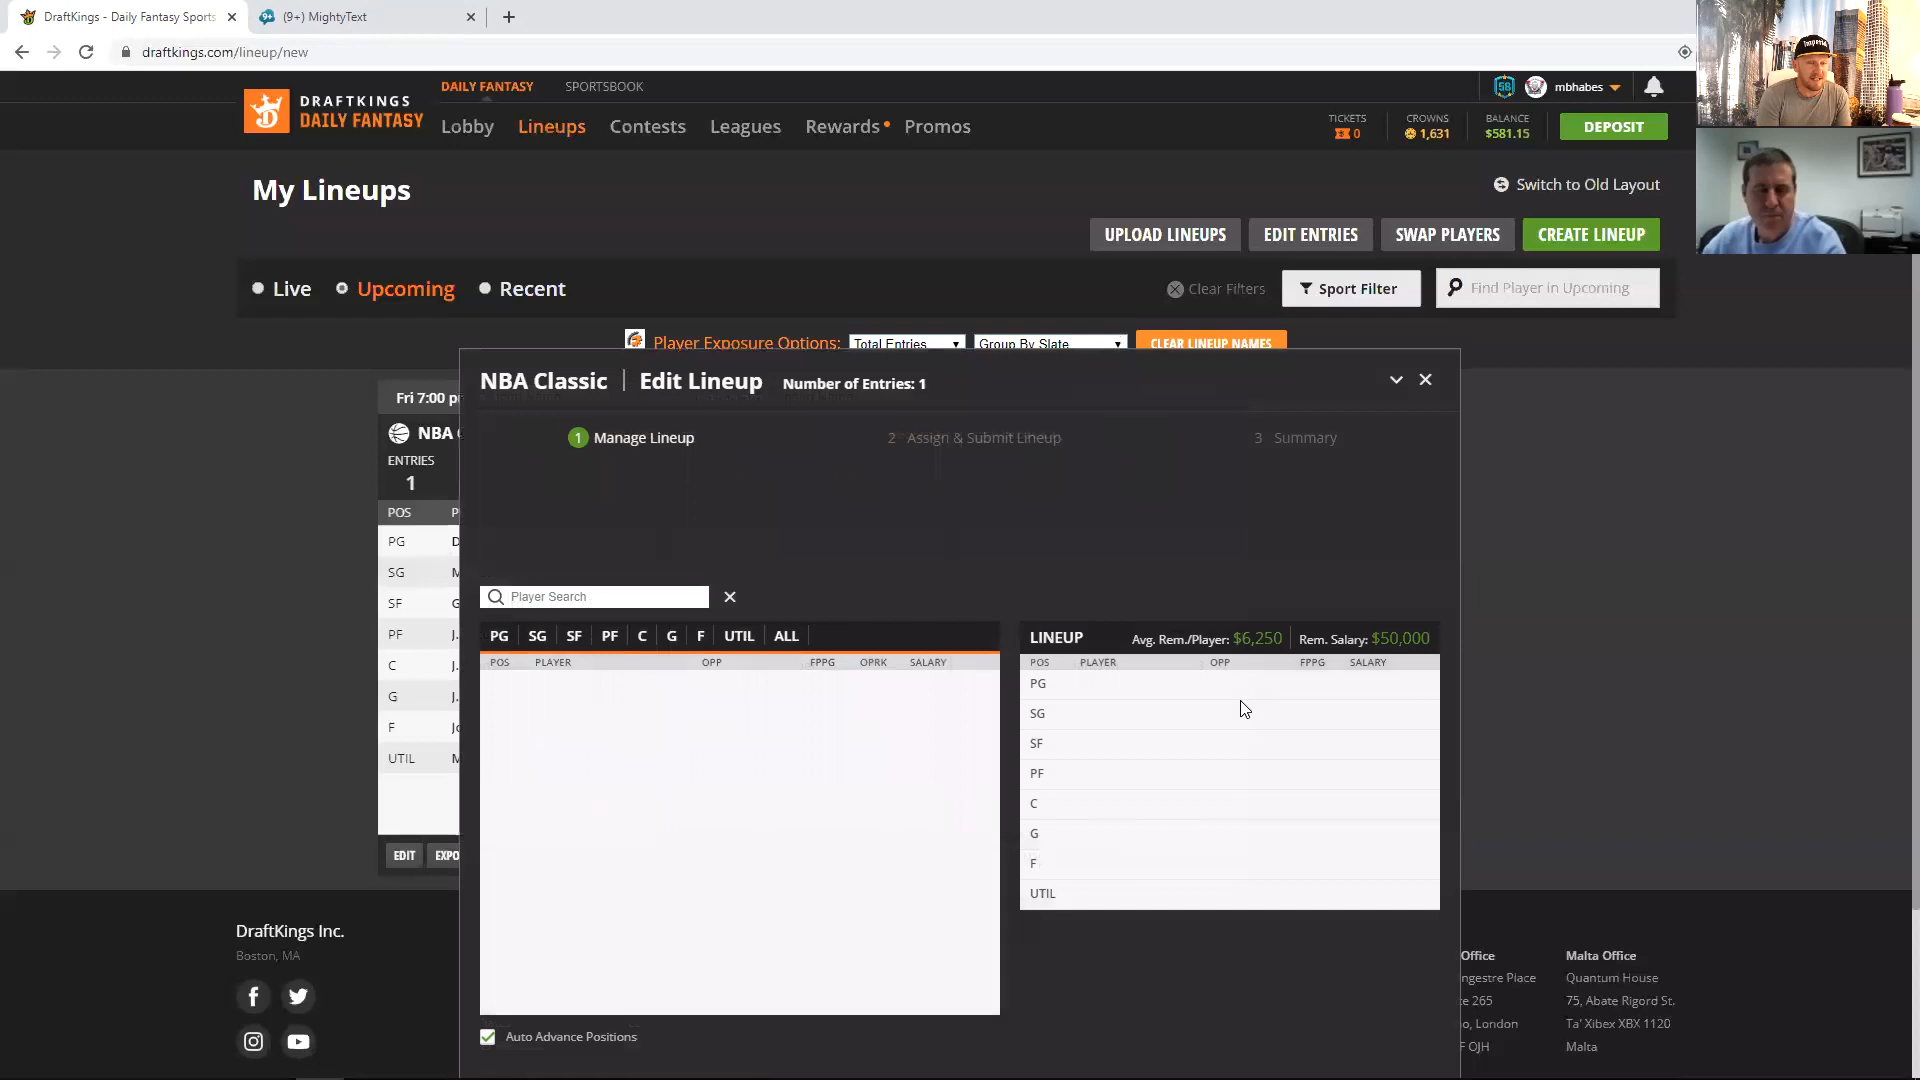 DraftKings - Daily Fantasy Sports
(9+) MightyText
draftkings.com/lineup/new
DRAFTKINGS
DAILY FANTASY
DAILY FANTASY
SPORTSBOOK
Lobby
Lineups
Contests
Leagues
Rewards
Promos
mbhabes
TICKETS
0
CROWNS
1,631
BALANCE
$581.15
DEPOSIT
My Lineups
Switch to Old Layout
UPLOAD LINEUPS
EDIT ENTRIES
SWAP PLAYERS
CREATE LINEUP
Live
Upcoming
Recent
Clear Filters
Sport Filter
Find Player in Upcoming
Player Exposure Options:
Total Entries
Group By Slate
CLEAR LINEUP NAMES
Fri 7:00 p
NBA
ENTRIES
1
POS
PG
SG
SF
PF
J.
C
J.
G
J.
F
UTIL
EDIT
EXPO
NBA Classic
Edit Lineup
Number of Entries: 1
1 Manage Lineup
2 Assign & Submit Lineup
3 Summary
Player Search
PG SG SF PF C G F UTIL ALL
POS PLAYER OPP FPPG OPRK SALARY
LINEUP Avg. Rem./Player: $6,250 Rem. Salary: $50,000
POS PLAYER OPP FPPG SALARY
PG
SG
SF
PF
C
G
F
UTIL
Auto Advance Positions
DraftKings Inc.
Boston, MA
Office
ngestre Place
e 265
o, London
F OJH
Malta Office
Quantum House
75, Abate Rigord St.
Ta' Xibex XBX 1120
Malta